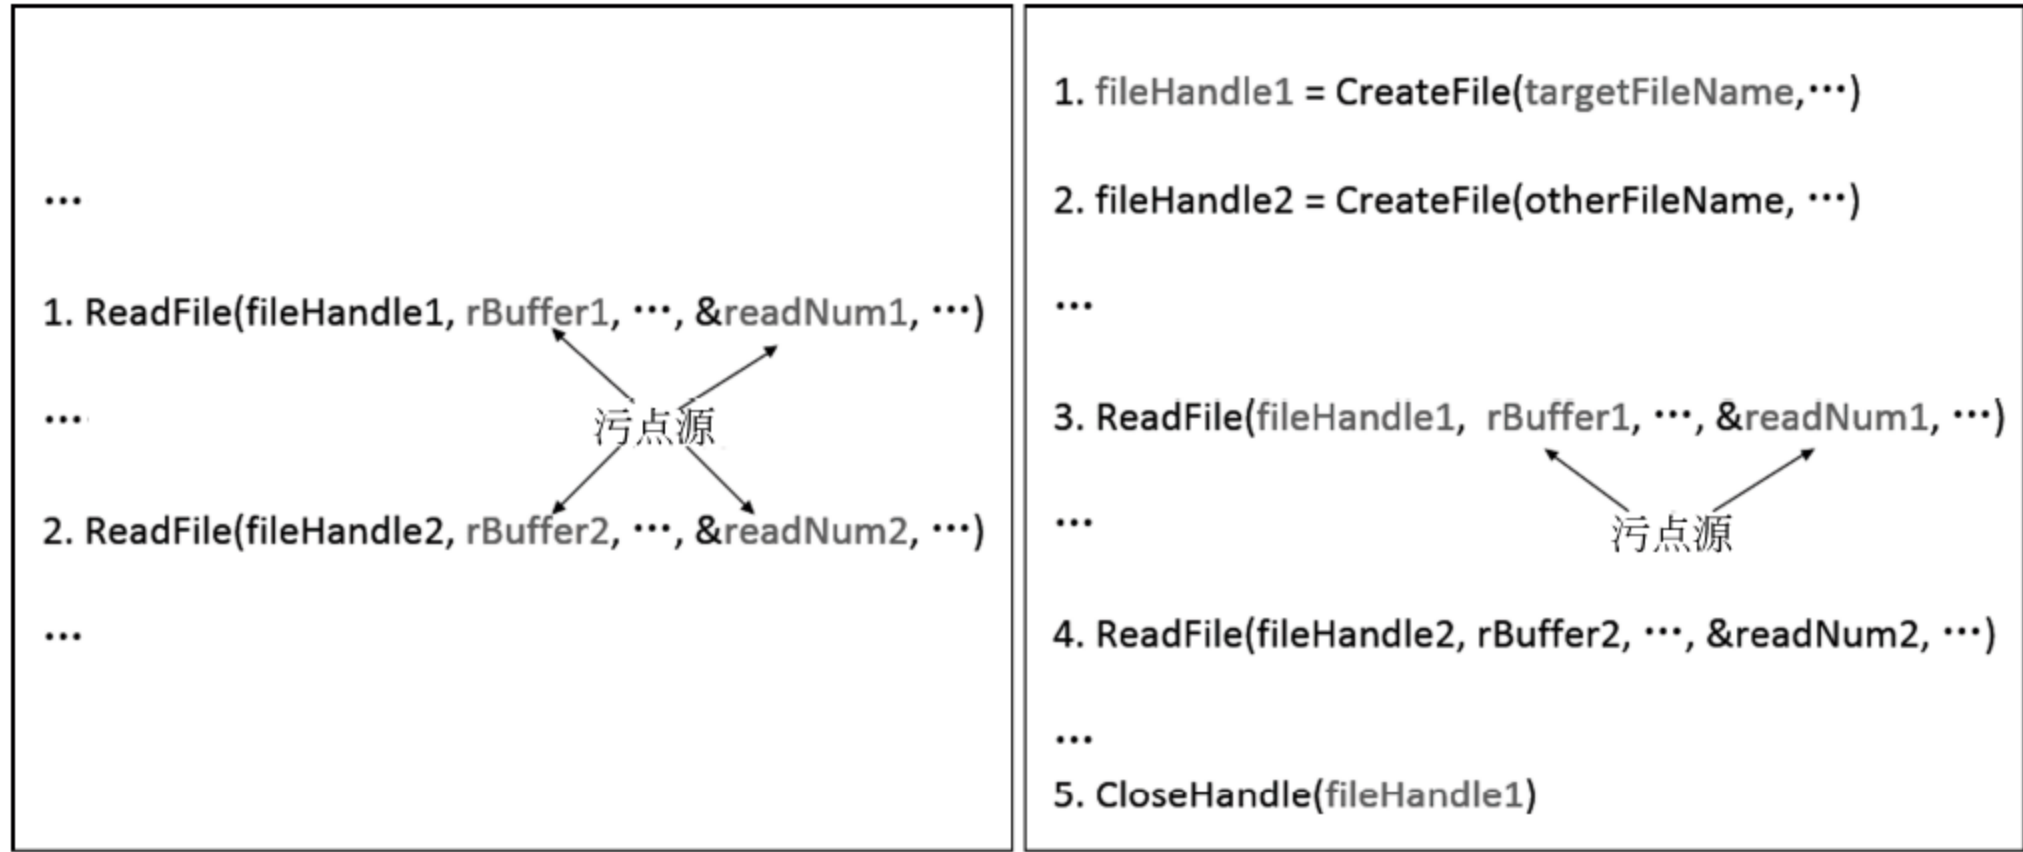 …
1. ReadFile(fileHandle1, rBuffer1, …, &readNum1, …)
…
污点源
2. ReadFile(fileHandle2, rBuffer2, …, &readNum2, …)
…
1. fileHandle1 = CreateFile(targetFileName,…)
2. fileHandle2 = CreateFile(otherFileName, …)
…
3. ReadFile(fileHandle1, rBuffer1, …, &readNum1, …)
…
污点源
4. ReadFile(fileHandle2, rBuffer2, …, &readNum2, …)
…
5. CloseHandle(fileHandle1)